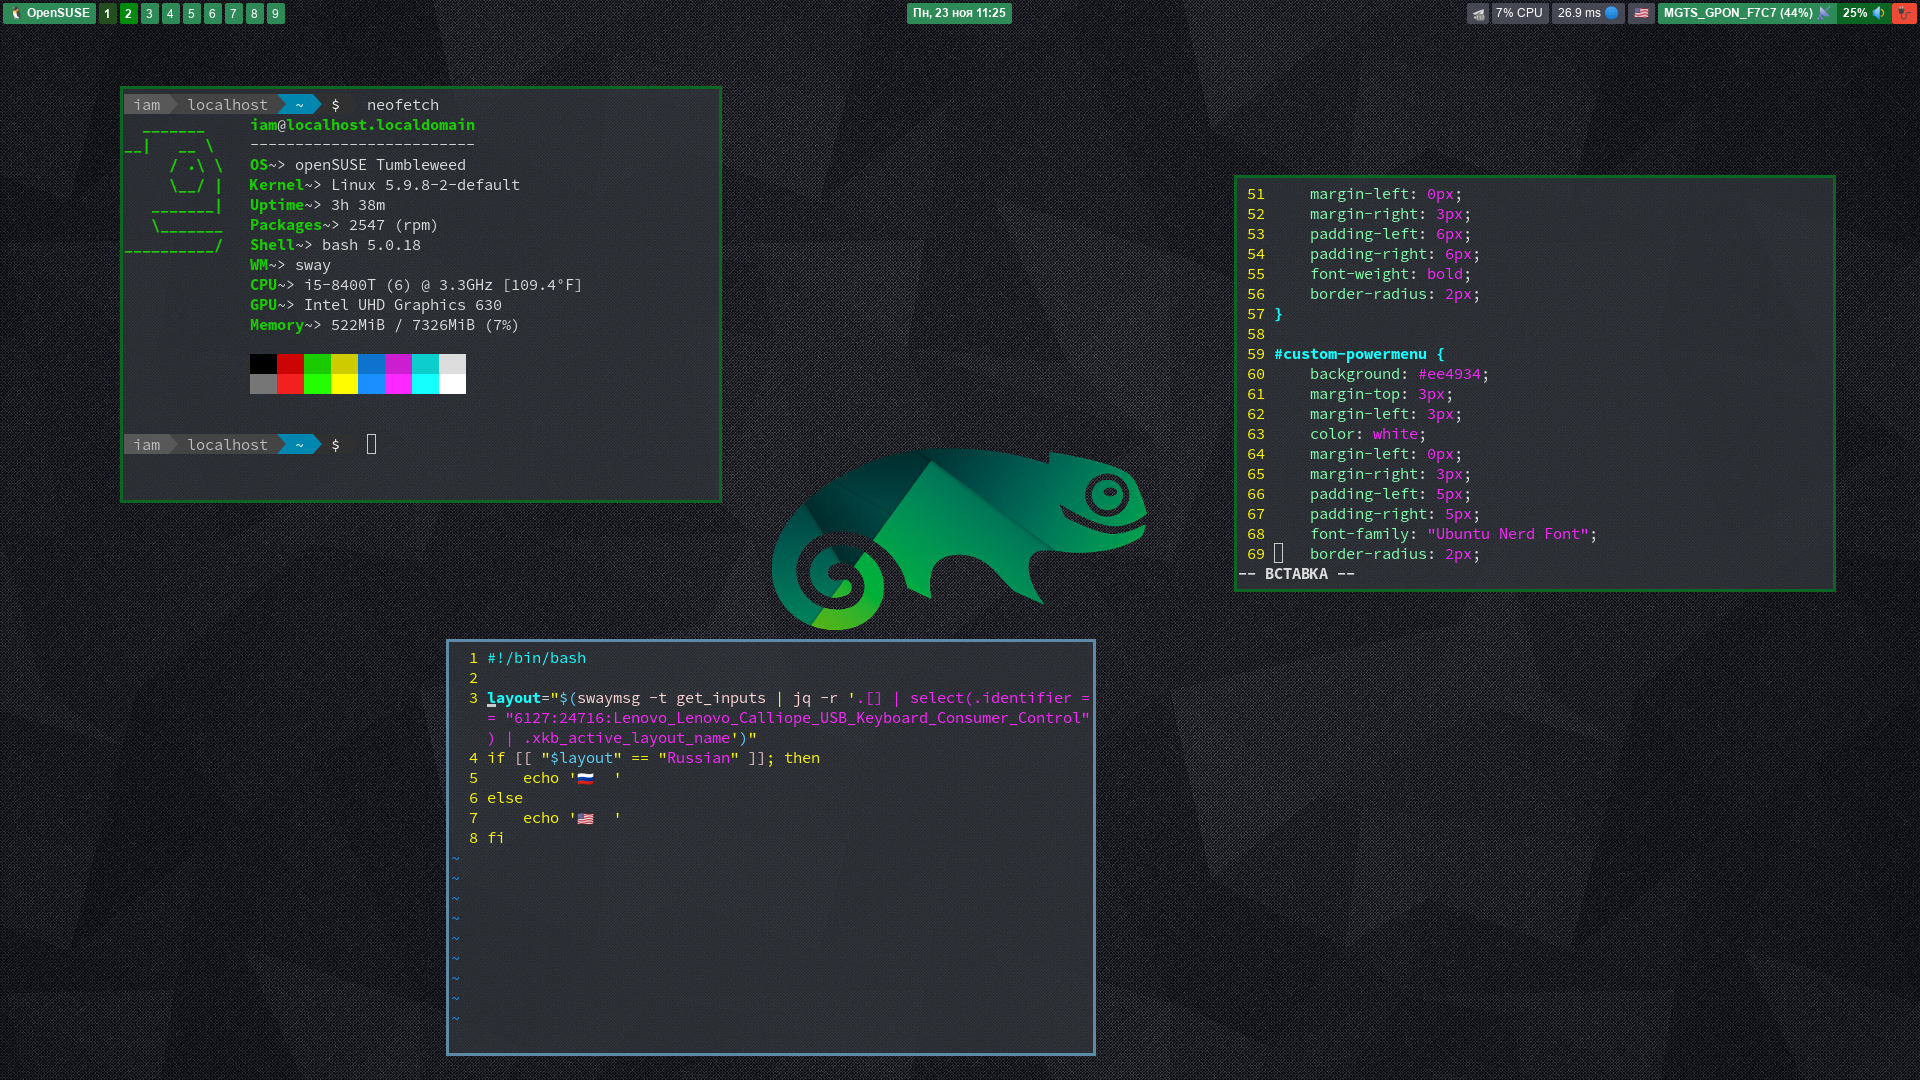 OpenSUSE 1 2 3 4 5 6 7 8 9
Пн, 23 ноя 11:25
7% CPU 26.9 ms MGTS_GPON_F7C7 (44%) 25%
iam localhost ~ $ neofetch
iam@localhost.localdomain
-------------------------
OS~> openSUSE Tumbleweed
Kernel~> Linux 5.9.8-2-default
Uptime~> 3h 38m
Packages~> 2547 (rpm)
Shell~> bash 5.0.18
WM~> sway
CPU~> i5-8400T (6) @ 3.3GHz [109.4°F]
GPU~> Intel UHD Graphics 630
Memory~> 522MiB / 7326MiB (7%)
iam localhost ~ $
51 margin-left: 0px;
52 margin-right: 3px;
53 padding-left: 6px;
54 padding-right: 6px;
55 font-weight: bold;
56 border-radius: 2px;
57 }
58
59 #custom-powermenu {
60 background: #ee4934;
61 margin-top: 3px;
62 margin-left: 3px;
63 color: white;
64 margin-left: 0px;
65 margin-right: 3px;
66 padding-left: 5px;
67 padding-right: 5px;
68 font-family: "Ubuntu Nerd Font";
69 border-radius: 2px;
-- ВСТАВКА --
1 #!/bin/bash
2
3 layout="$(swaymsg -t get_inputs | jq -r '.[] | select(.identifier =
= "6127:24716:Lenovo_Lenovo_Calliope_USB_Keyboard_Consumer_Control"
) | .xkb_active_layout_name')"
4 if [[ "$layout" == "Russian" ]]; then
5 echo '🇷🇺 '
6 else
7 echo '🇺🇸 '
8 fi
~
~
~
~
~
~
~
~
~